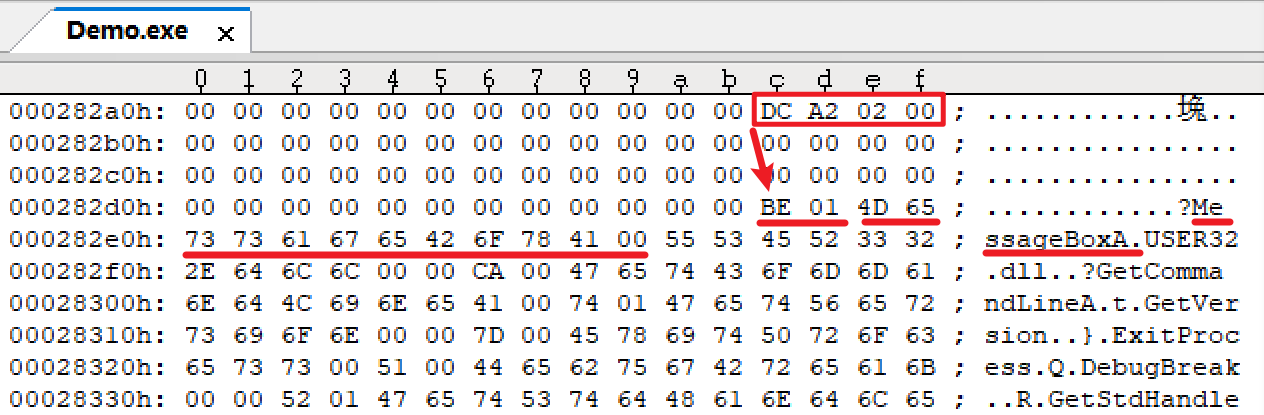 Demo.exe x
0 1 2 3 4 5 6 7 8 9 a b c d e f
000282a0h: 00 00 00 00 00 00 00 00 00 00 00 00 DC A2 02 00 ; ............堍..
000282b0h: 00 00 00 00 00 00 00 00 00 00 00 00 00 00 00 00 ; ................
000282c0h: 00 00 00 00 00 00 00 00 00 00 00 00 00 00 00 00 ; ................
000282d0h: 00 00 00 00 00 00 00 00 00 00 00 00 BE 01 4D 65 ; ............?Me
000282e0h: 73 73 61 67 65 42 6F 78 41 00 55 53 45 52 33 32 ; ssageBoxA.USER32
000282f0h: 2E 64 6C 6C 00 00 CA 00 47 65 74 43 6F 6D 6D 61 ; .dll..?GetComma
00028300h: 6E 64 4C 69 6E 65 41 00 74 01 47 65 74 56 65 72 ; ndLineA.t.GetVer
00028310h: 73 69 6F 6E 00 00 7D 00 45 78 69 74 50 72 6F 63 ; sion..}.ExitProc
00028320h: 65 73 73 00 51 00 44 65 62 75 67 42 72 65 61 6B ; ess.Q.DebugBreak
00028330h: 00 00 52 01 47 65 74 53 74 64 48 61 6E 64 6C 65 ; ..R.GetStdHandle